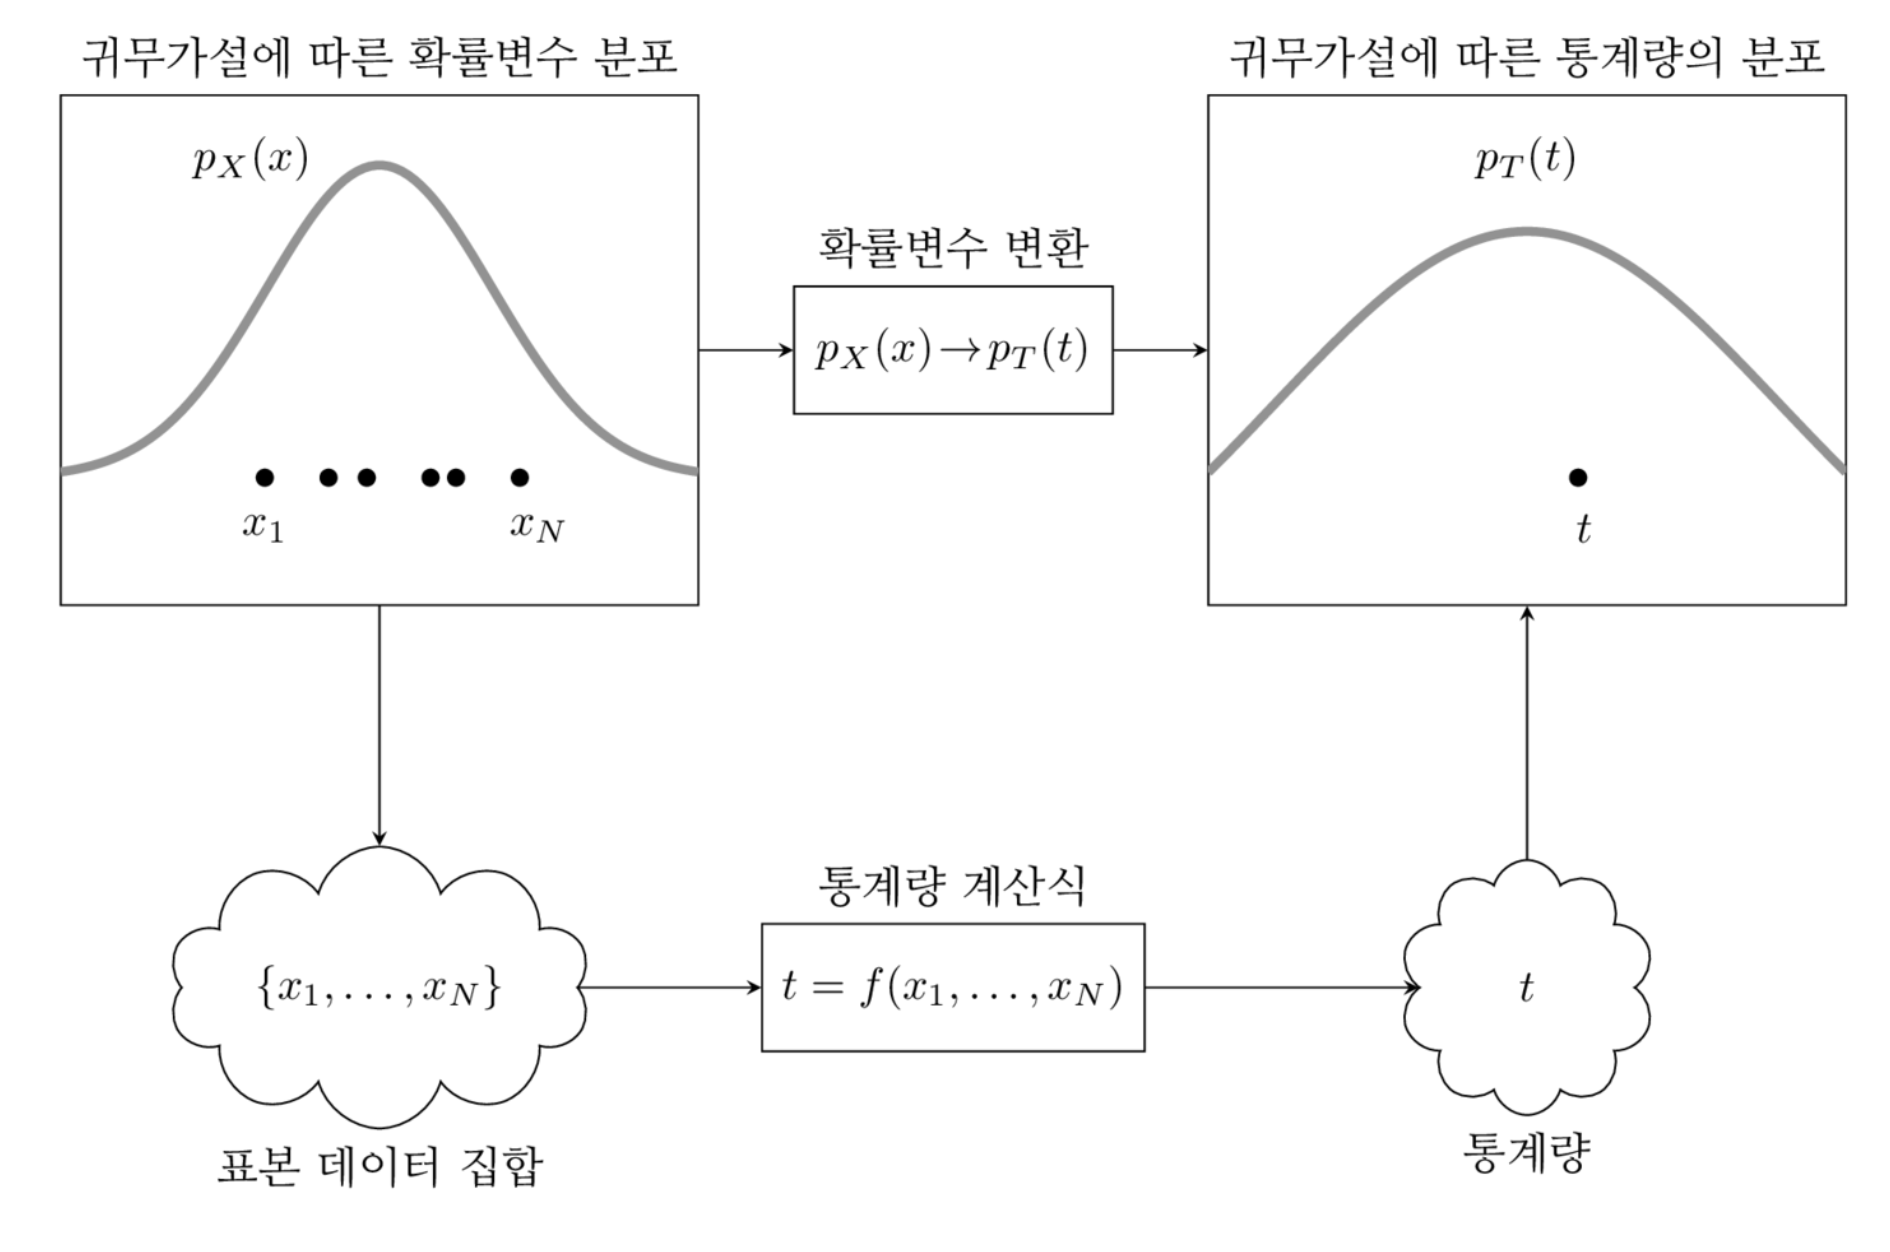 귀무가설에 따른 확률변수 분포
귀무가설에 따른 통계량의 분포
p_X(x)
p_T(t)
확률변수 변환
p_X(x)→p_T(t)
x_1
x_N
t
통계량 계산식
{x_1,...,x_N}
t = f(x_1,...,x_N)
t
표본 데이터 집합
통계량